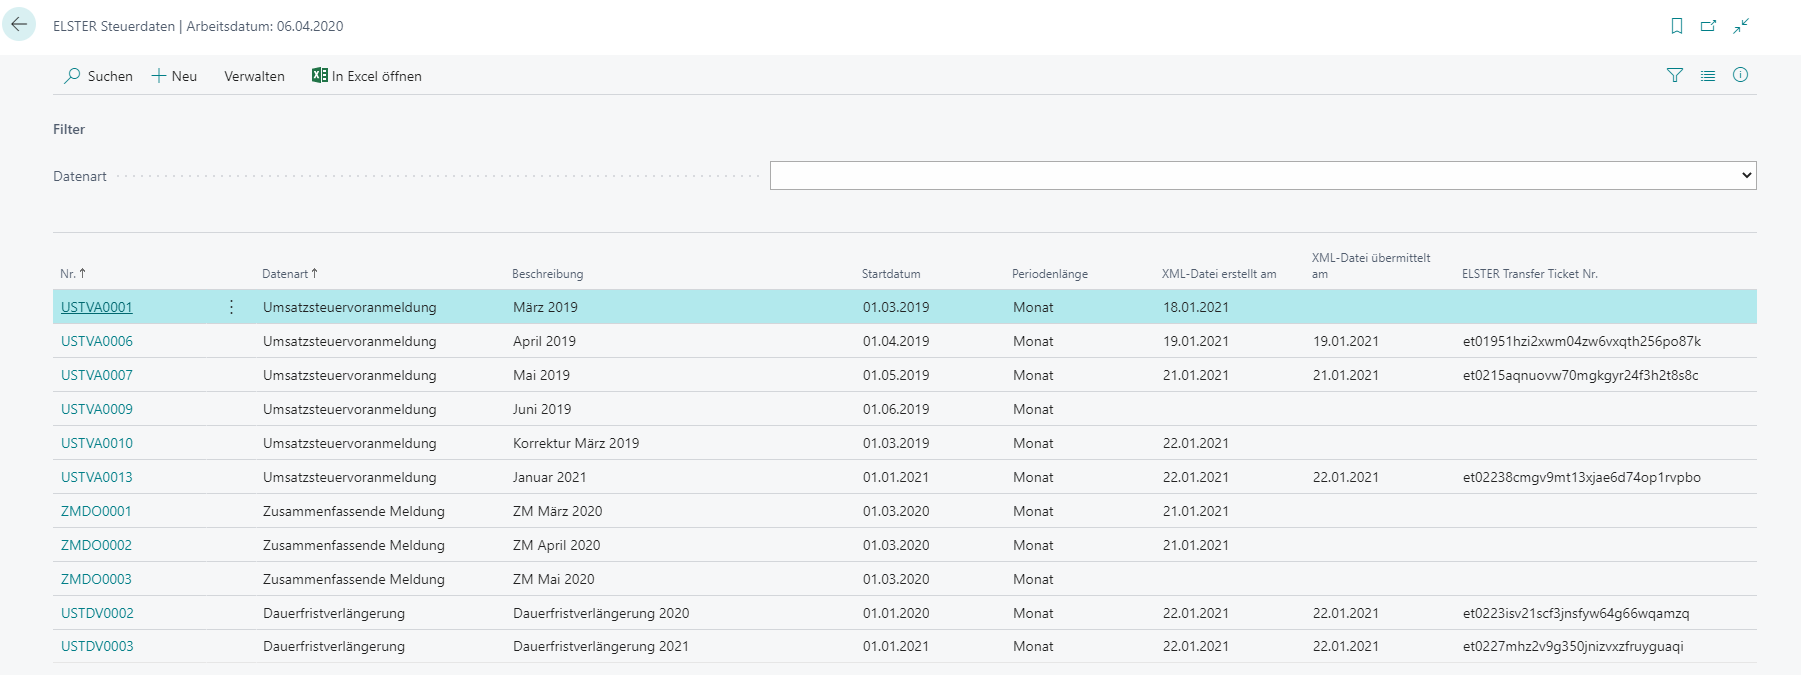 ELSTER Steuerdaten | Arbeitsdatum: 06.04.2020
Suchen Neu Verwalten In Excel öffnen
Filter
Datenart
Nr. ↑ Datenart ↑ Beschreibung Startdatum Periodenlänge XML-Datei erstellt am XML-Datei übermittelt am ELSTER Transfer Ticket Nr.
USTVA0001 Umsatzsteuervoranmeldung März 2019 01.03.2019 Monat 18.01.2021
USTVA0006 Umsatzsteuervoranmeldung April 2019 01.04.2019 Monat 19.01.2021 19.01.2021 et01951hzi2xwm04zw6vxqth256po87k
USTVA0007 Umsatzsteuervoranmeldung Mai 2019 01.05.2019 Monat 21.01.2021 21.01.2021 et0215aqnuovw70mgkgyr24f3h2t8s8c
USTVA0009 Umsatzsteuervoranmeldung Juni 2019 01.06.2019 Monat
USTVA0010 Umsatzsteuervoranmeldung Korrektur März 2019 01.03.2019 Monat 22.01.2021
USTVA0013 Umsatzsteuervoranmeldung Januar 2021 01.01.2021 Monat 22.01.2021 22.01.2021 et02238cmgv9mt13xjae6d74op1rvpbo
ZMDO0001 Zusammenfassende Meldung ZM März 2020 01.03.2020 Monat 21.01.2021
ZMDO0002 Zusammenfassende Meldung ZM April 2020 01.03.2020 Monat 21.01.2021
ZMDO0003 Zusammenfassende Meldung ZM Mai 2020 01.03.2020 Monat
USTDV0002 Dauerfristverlängerung Dauerfristverlängerung 2020 01.01.2020 Monat 22.01.2021 22.01.2021 et0223isv21scf3jnsfyw64g66wqamzq
USTDV0003 Dauerfristverlängerung Dauerfristverlängerung 2021 01.01.2021 Monat 22.01.2021 22.01.2021 et0227mhz2v9g350jnizvxzfruyguaqi